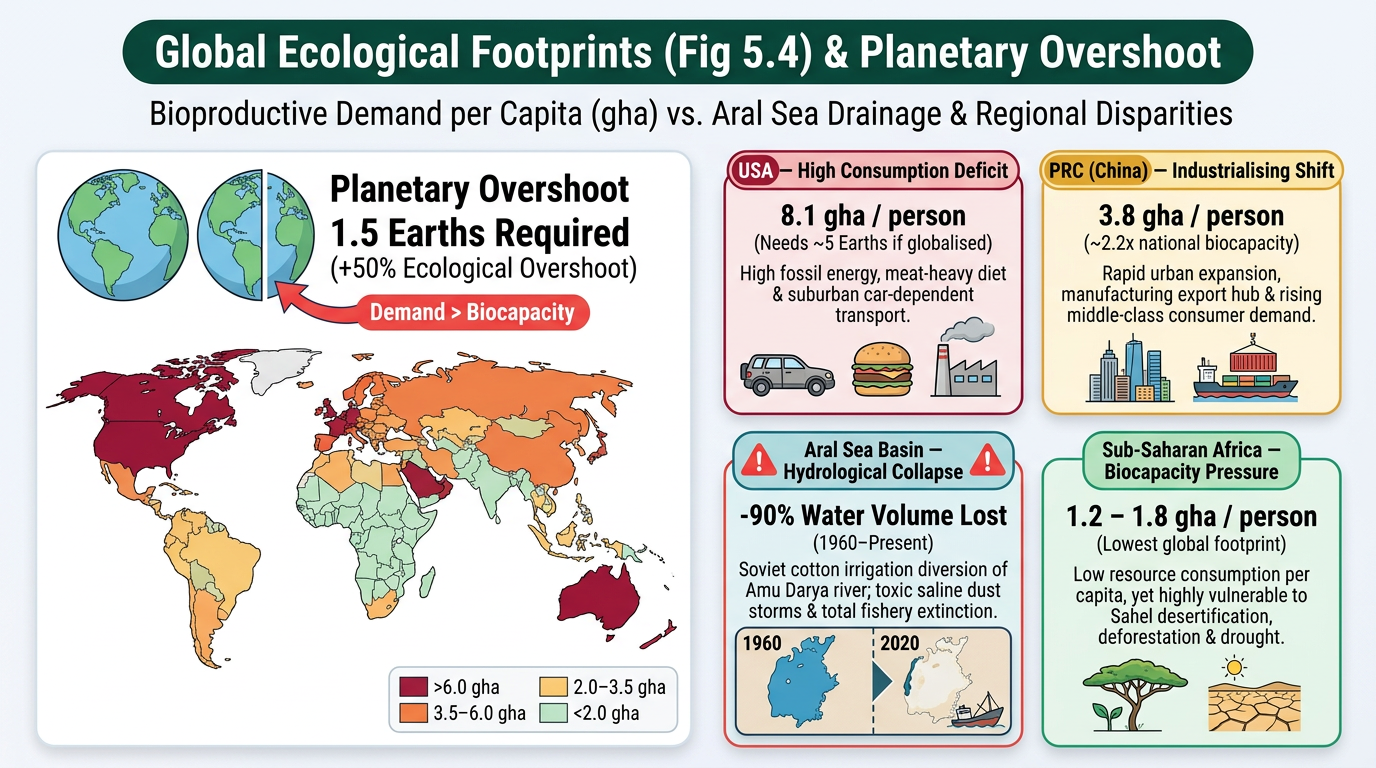 Global Ecological Footprints (Fig 5.4) & Planetary Overshoot
Bioproductive Demand per Capita (gha) vs. Aral Sea Drainage & Regional Disparities
Planetary Overshoot
1.5 Earths Required
(+50% Ecological Overshoot)
Demand > Biocapacity
>6.0 gha
3.5–6.0 gha
2.0–3.5 gha
<2.0 gha
USA — High Consumption Deficit
8.1 gha / person
(Needs ~5 Earths if globalised)
High fossil energy, meat-heavy diet
& suburban car-dependent
transport.
PRC (China) — Industrialising Shift
3.8 gha / person
(~2.2x national biocapacity)
Rapid urban expansion,
manufacturing export hub & rising
middle-class consumer demand.
Aral Sea Basin —
Hydrological Collapse
-90% Water Volume Lost
(1960–Present)
Soviet cotton irrigation diversion of
Amu Darya river; toxic saline dust
storms & total fishery extinction.
1960
2020
Sub-Saharan Africa —
Biocapacity Pressure
1.2 – 1.8 gha / person
(Lowest global footprint)
Low resource consumption per
capita, yet highly vulnerable to
Sahel desertification,
deforestation & drought.